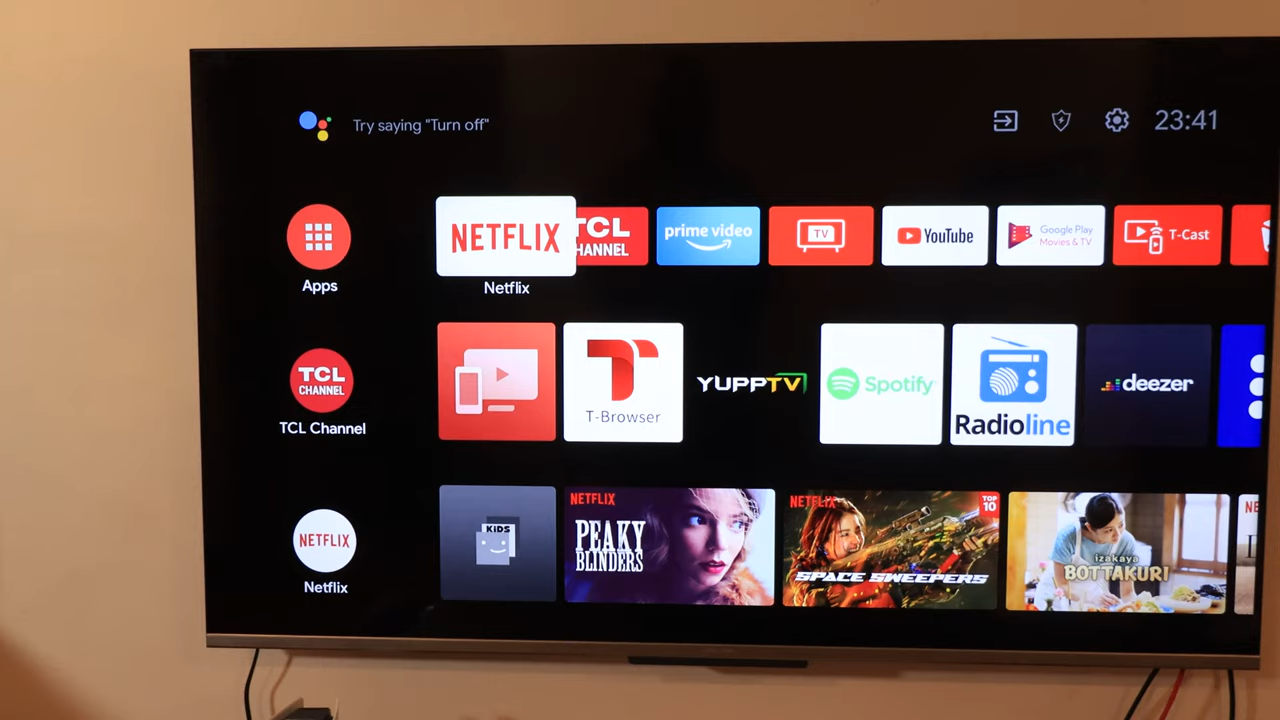 Try saying "Turn off"
23:41
Apps
NETFLIX
TCL
CHANNEL
prime video
TV
YouTube
Google Play
Movies & TV
T-Cast
Netflix
TCL
CHANNEL
TCL Channel
T-Browser
YUPPTV
Spotify
Radioline
deezer
NETFLIX
Netflix
KIDS
NETFLIX
PEAKY
BLINDERS
NETFLIX
TOP
10
SPACE SWEEPERS
izakaya
BOTTAKURI
NE